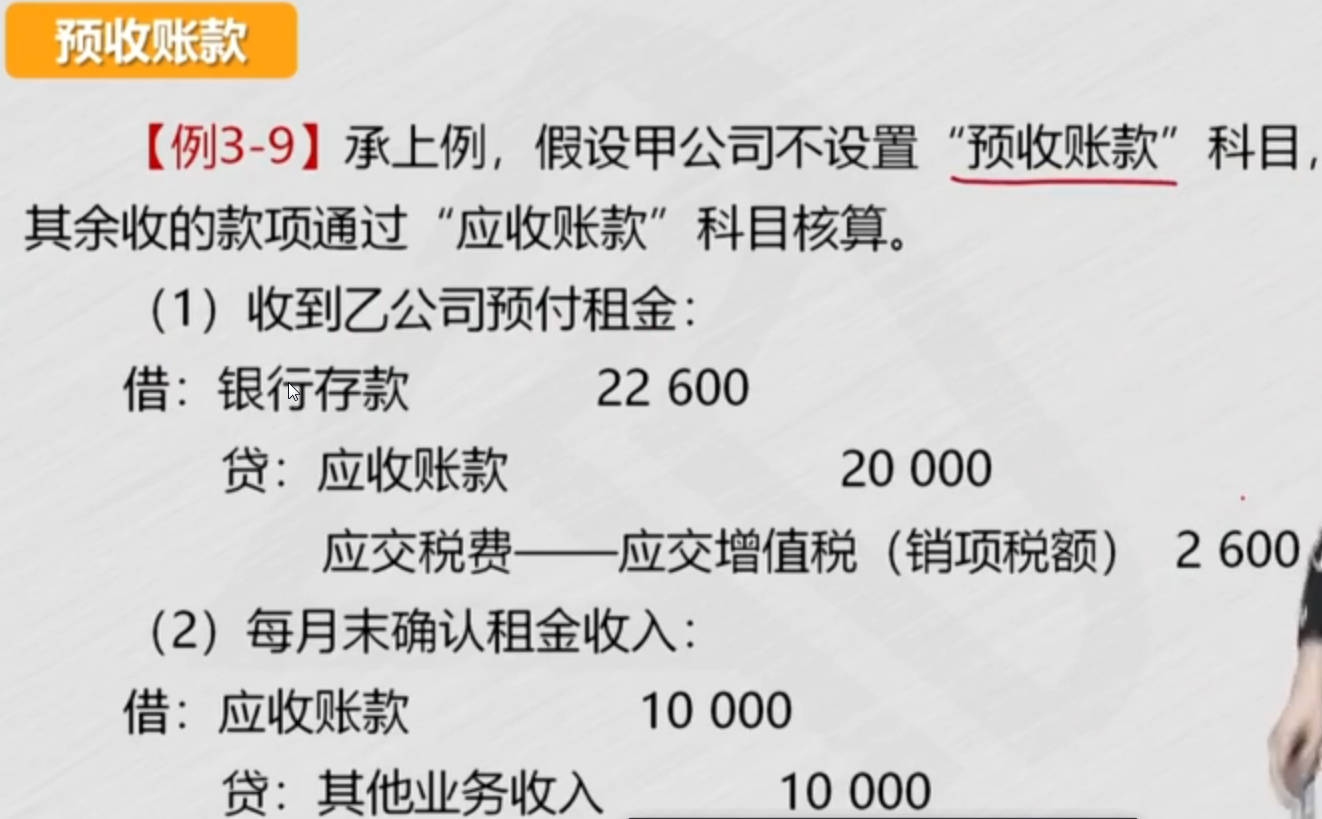 预收账款
【例3-9】承上例，假设甲公司不设置“预收账款”科目，
其余收的款项通过“应收账款”科目核算。
（1）收到乙公司预付租金：
借：银行存款 22 600
贷：应收账款 20 000
应交税费——应交增值税（销项税额） 2 600
（2）每月末确认租金收入：
借：应收账款 10 000
贷：其他业务收入 10 000